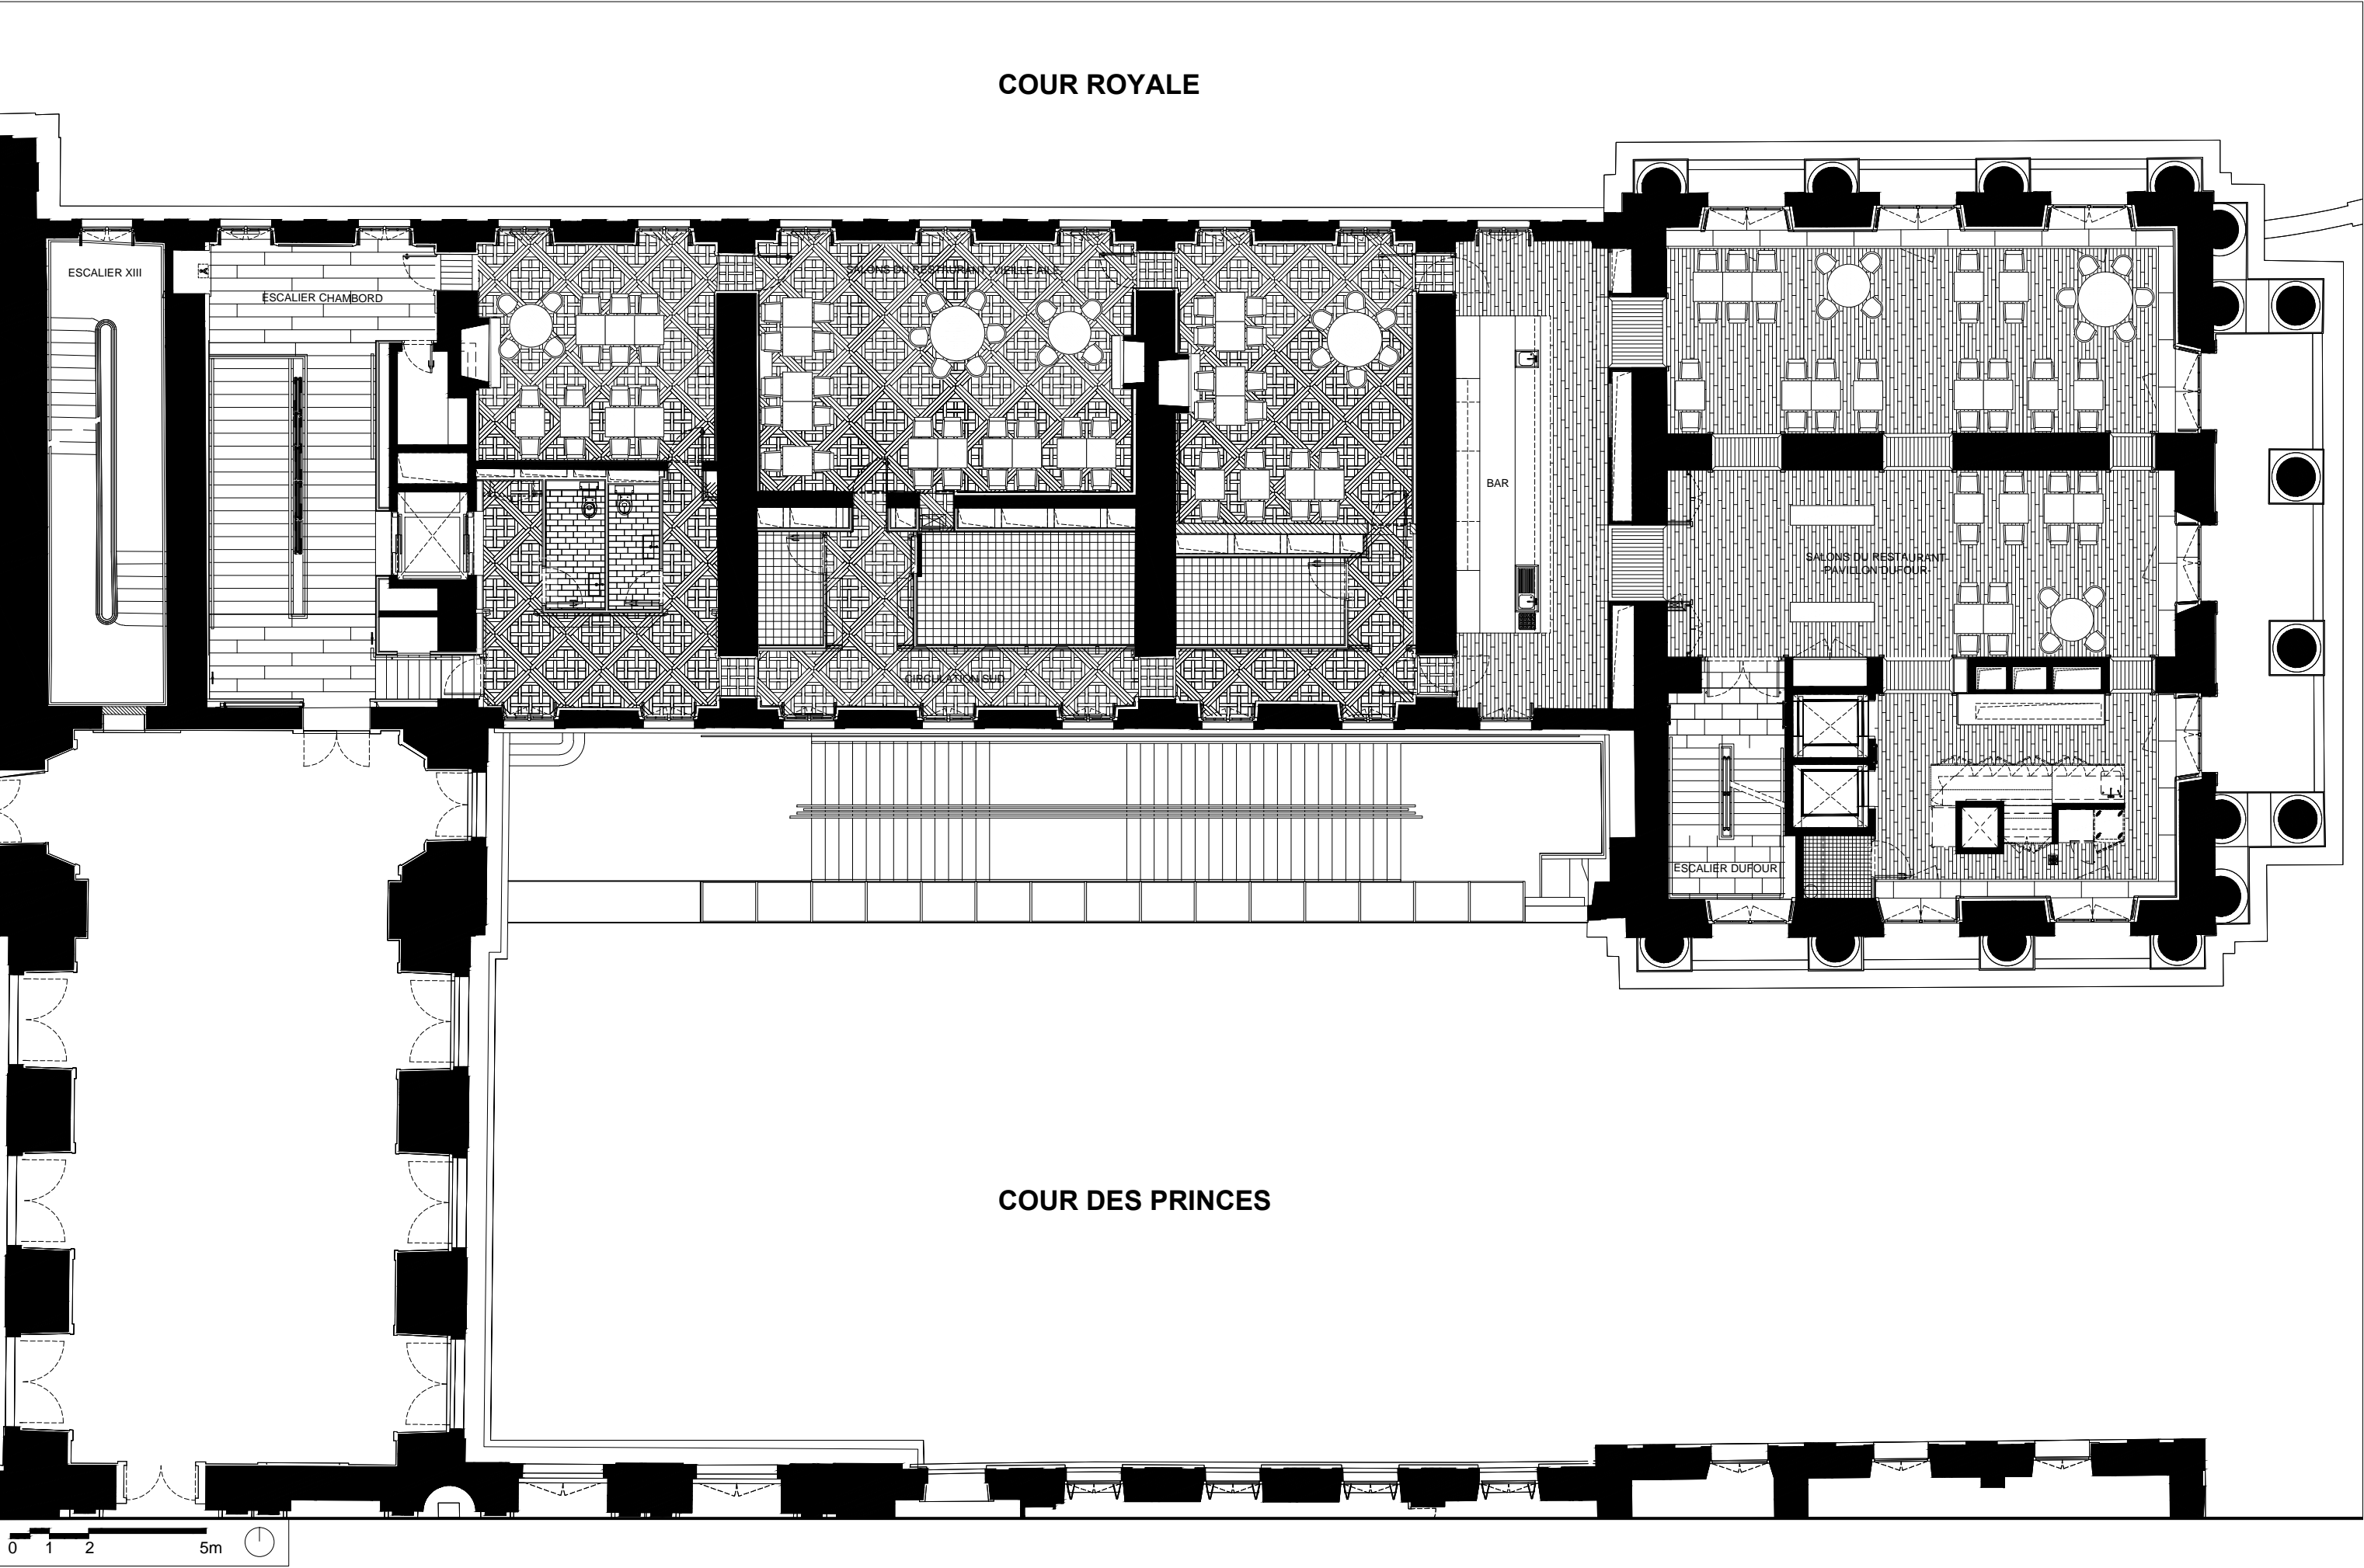 COUR ROYALE
ESCALIER XIII
ESCALIER CHAMBORD
SALONS DU RESTAURANT -VIEILLE AILE-
BAR
SALONS DU RESTAURANT
-PAVILLON DUFOUR-
CIRCULATION SUD
ESCALIER DUFOUR
COUR DES PRINCES
0 1 2 5m